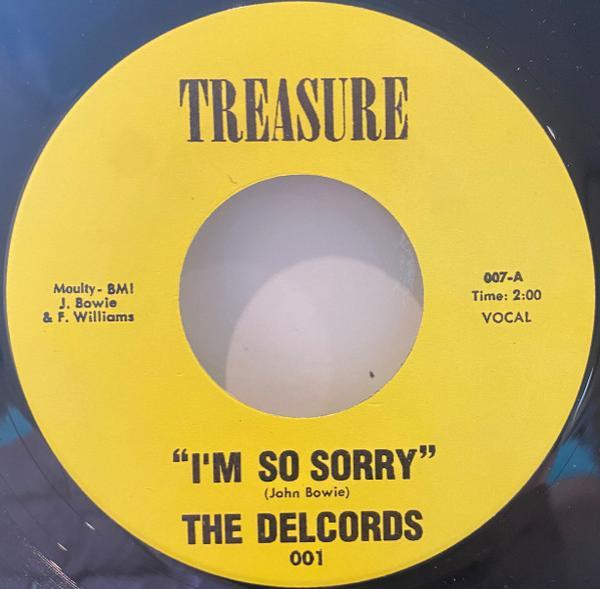 TREASURE
Moulty - BMI
J. Bowie
& F. Williams
007-A
Time: 2:00
VOCAL
"I'M SO SORRY"
(John Bowie)
THE DELCORDS
001